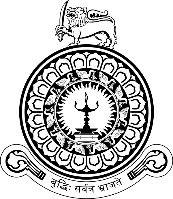 बुद्धिः सर्वत्र भ्राजते